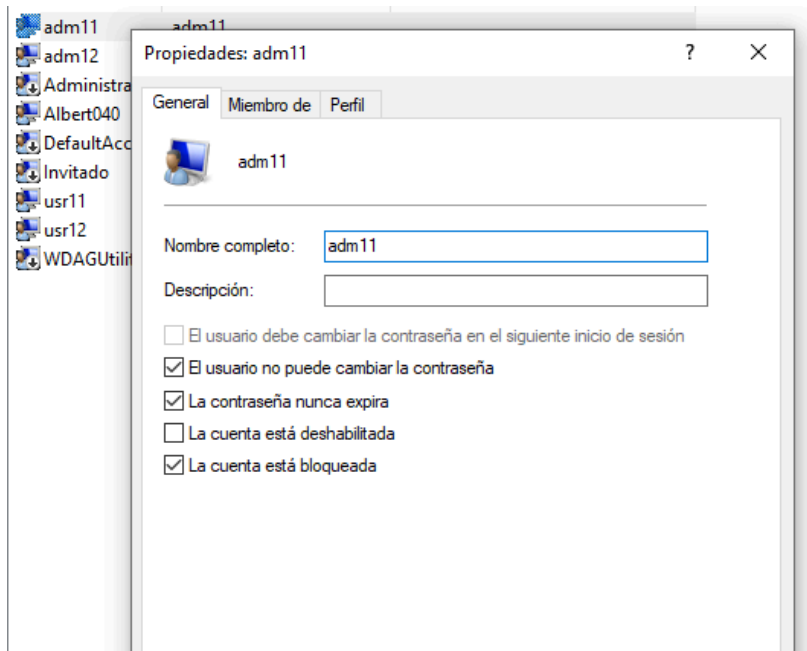 adm11 adm11
adm12
Administra
Albert040
DefaultAcc
Invitado
usr11
usr12
WDAGUtilit
Propiedades: adm11 ? ×
General Miembro de Perfil
adm11
Nombre completo: adm11
Descripción:
El usuario debe cambiar la contraseña en el siguiente inicio de sesión
El usuario no puede cambiar la contraseña
La contraseña nunca expira
La cuenta está deshabilitada
La cuenta está bloqueada